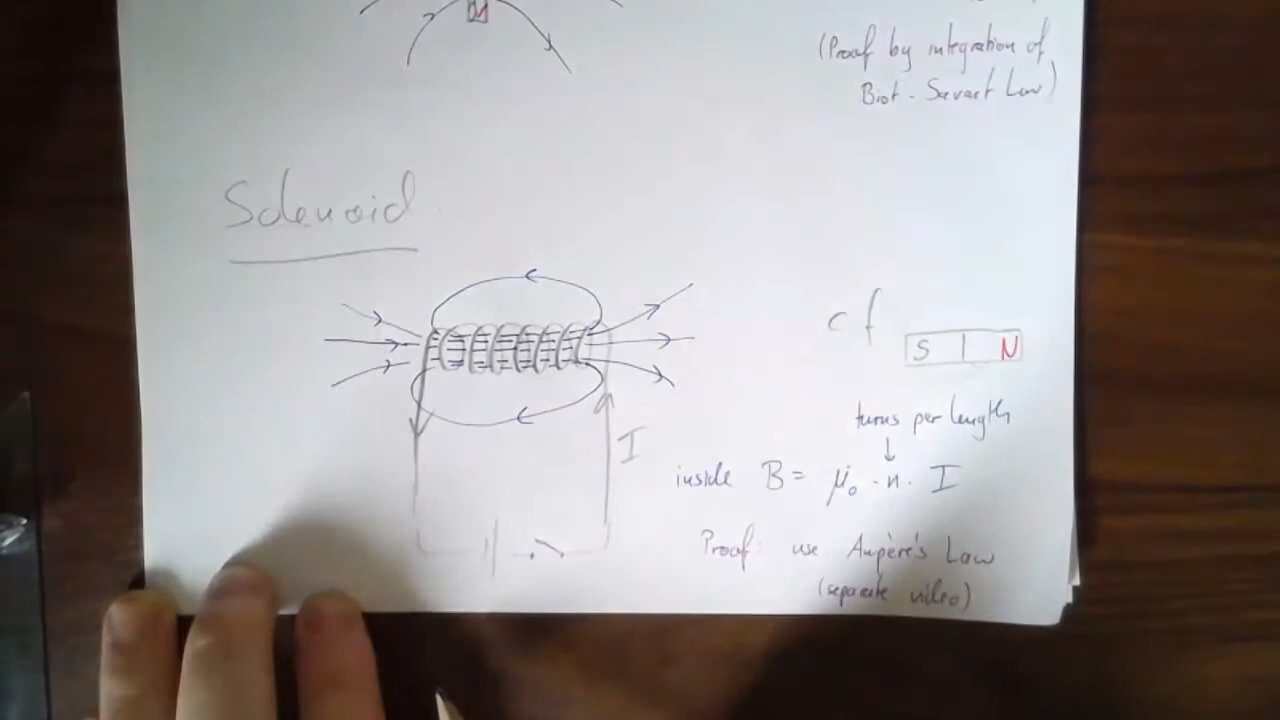 (Proof by integration of
Biot - Savart Law)
Solenoid
cf
S | N
turns per length
I
inside B = μ₀ · n · I
Proof: use Ampère's Law
(separate video)